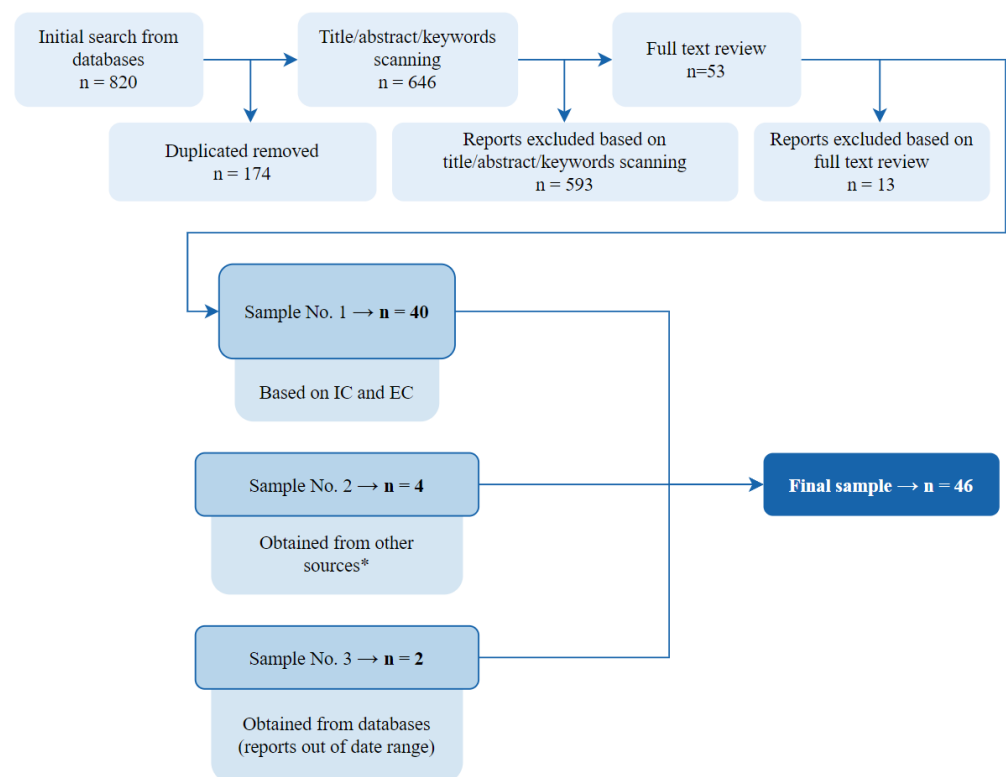 Initial search from
databases
n = 820
Title/abstract/keywords
scanning
n = 646
Full text review
n=53
Duplicated removed
n = 174
Reports excluded based on
title/abstract/keywords scanning
n = 593
Reports excluded based on
full text review
n = 13
Sample No. 1 → n = 40
Based on IC and EC
Sample No. 2 → n = 4
Obtained from other
sources*
Final sample → n = 46
Sample No. 3 → n = 2
Obtained from databases
(reports out of date range)